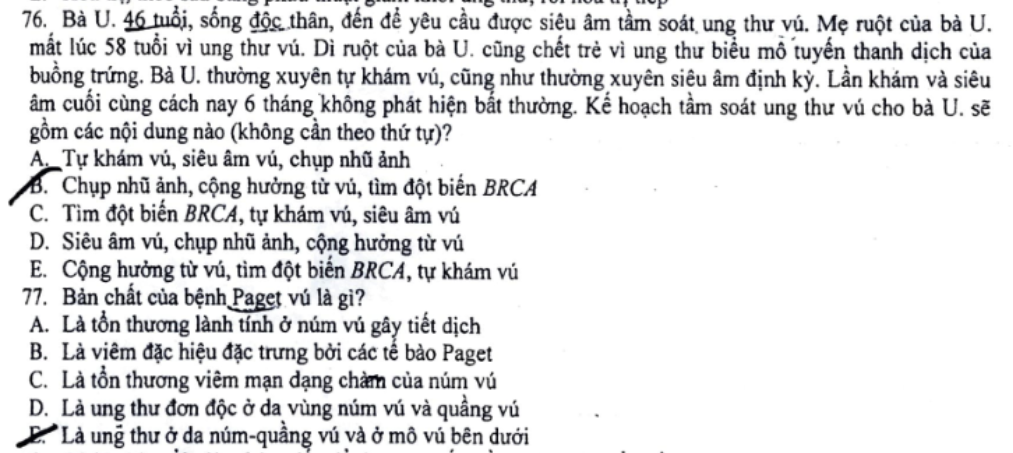 76. Bà U. 46 tuổi, sống độc thân, đến để yêu cầu được siêu âm tầm soát ung thư vú. Mẹ ruột của bà U.
mất lúc 58 tuổi vì ung thư vú. Dì ruột của bà U. cũng chết trẻ vì ung thư biểu mô tuyến thanh dịch của
buồng trứng. Bà U. thường xuyên tự khám vú, cũng như thường xuyên siêu âm định kỳ. Lần khám và siêu
âm cuối cùng cách nay 6 tháng không phát hiện bất thường. Kế hoạch tầm soát ung thư vú cho bà U. sẽ
gồm các nội dung nào (không cần theo thứ tự)?
A. Tự khám vú, siêu âm vú, chụp nhũ ảnh
B. Chụp nhũ ảnh, cộng hưởng từ vú, tìm đột biến BRCA
C. Tìm đột biến BRCA, tự khám vú, siêu âm vú
D. Siêu âm vú, chụp nhũ ảnh, cộng hưởng từ vú
E. Cộng hưởng từ vú, tìm đột biến BRCA, tự khám vú
77. Bản chất của bệnh Paget vú là gì?
A. Là tổn thương lành tính ở núm vú gây tiết dịch
B. Là viêm đặc hiệu đặc trưng bởi các tế bào Paget
C. Là tổn thương viêm mạn dạng chàm của núm vú
D. Là ung thư đơn độc ở da vùng núm vú và quầng vú
E. Là ung thư ở da núm-quầng vú và ở mô vú bên dưới